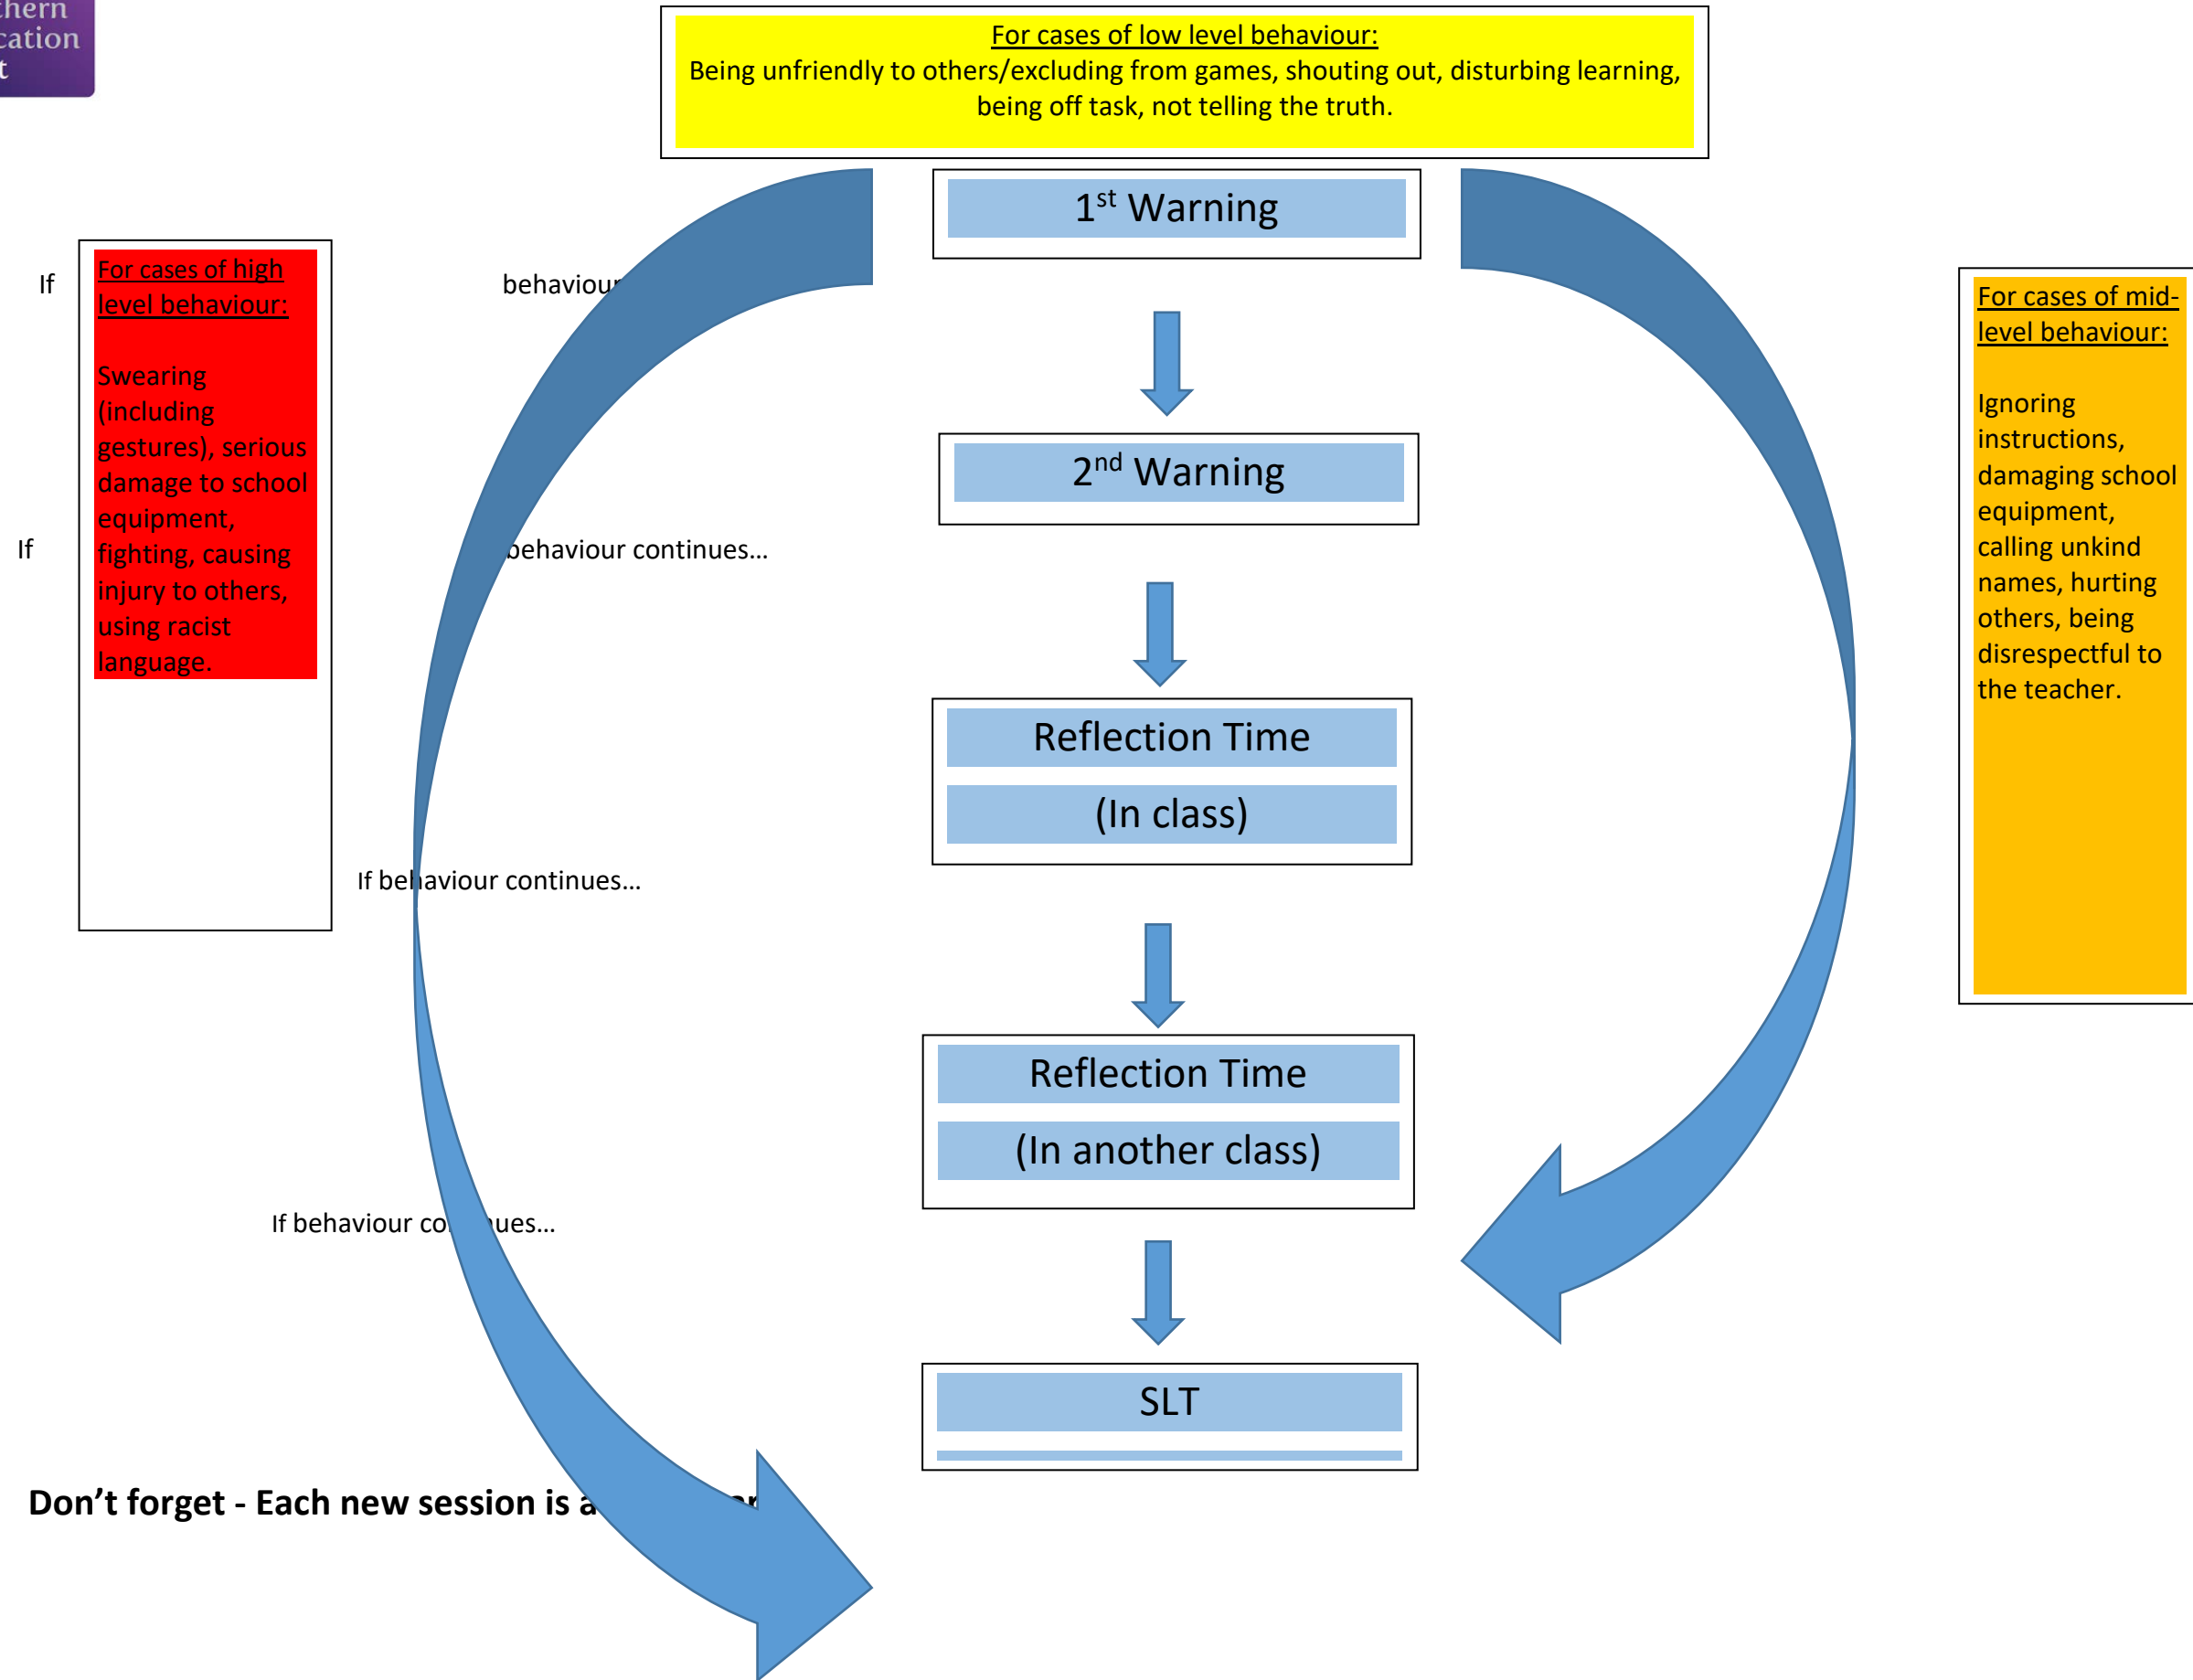 thern
cation
t
For cases of low level behaviour:
Being unfriendly to others/excluding from games, shouting out, disturbing learning,
being off task, not telling the truth.
1st Warning
If behaviour
For cases of high
level behaviour:
Swearing
(including
gestures), serious
damage to school
equipment,
fighting, causing
injury to others,
using racist
language.
For cases of mid-
level behaviour:
Ignoring
instructions,
damaging school
equipment,
calling unkind
names, hurting
others, being
disrespectful to
the teacher.
2nd Warning
If behaviour continues...
Reflection Time
(In class)
If behaviour continues...
Reflection Time
(In another class)
If behaviour continues...
SLT
Don't forget - Each new session is a